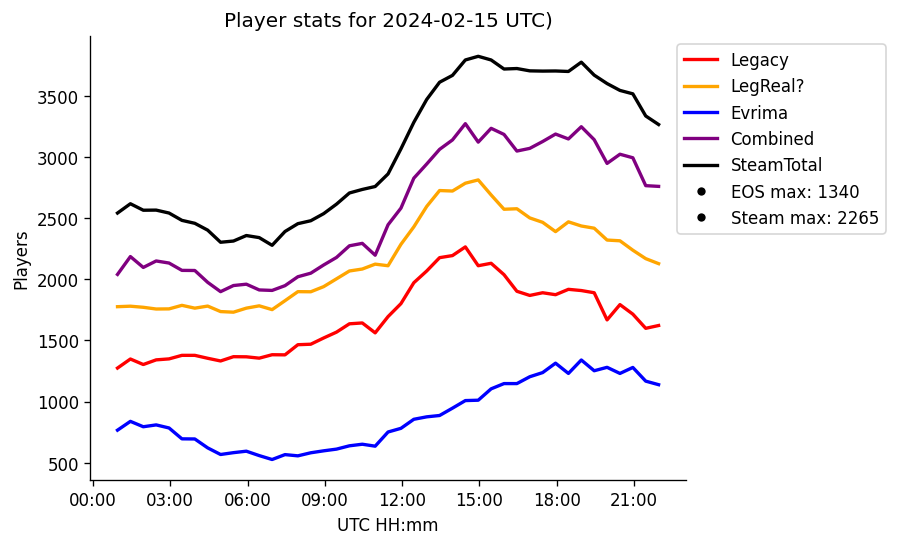 Player stats for 2024-02-15 UTC)
Legacy
LegReal?
Evrima
Combined
SteamTotal
EOS max: 1340
Steam max: 2265
Players
3500
3000
2500
2000
1500
1000
500
00:00 03:00 06:00 09:00 12:00 15:00 18:00 21:00
UTC HH:mm